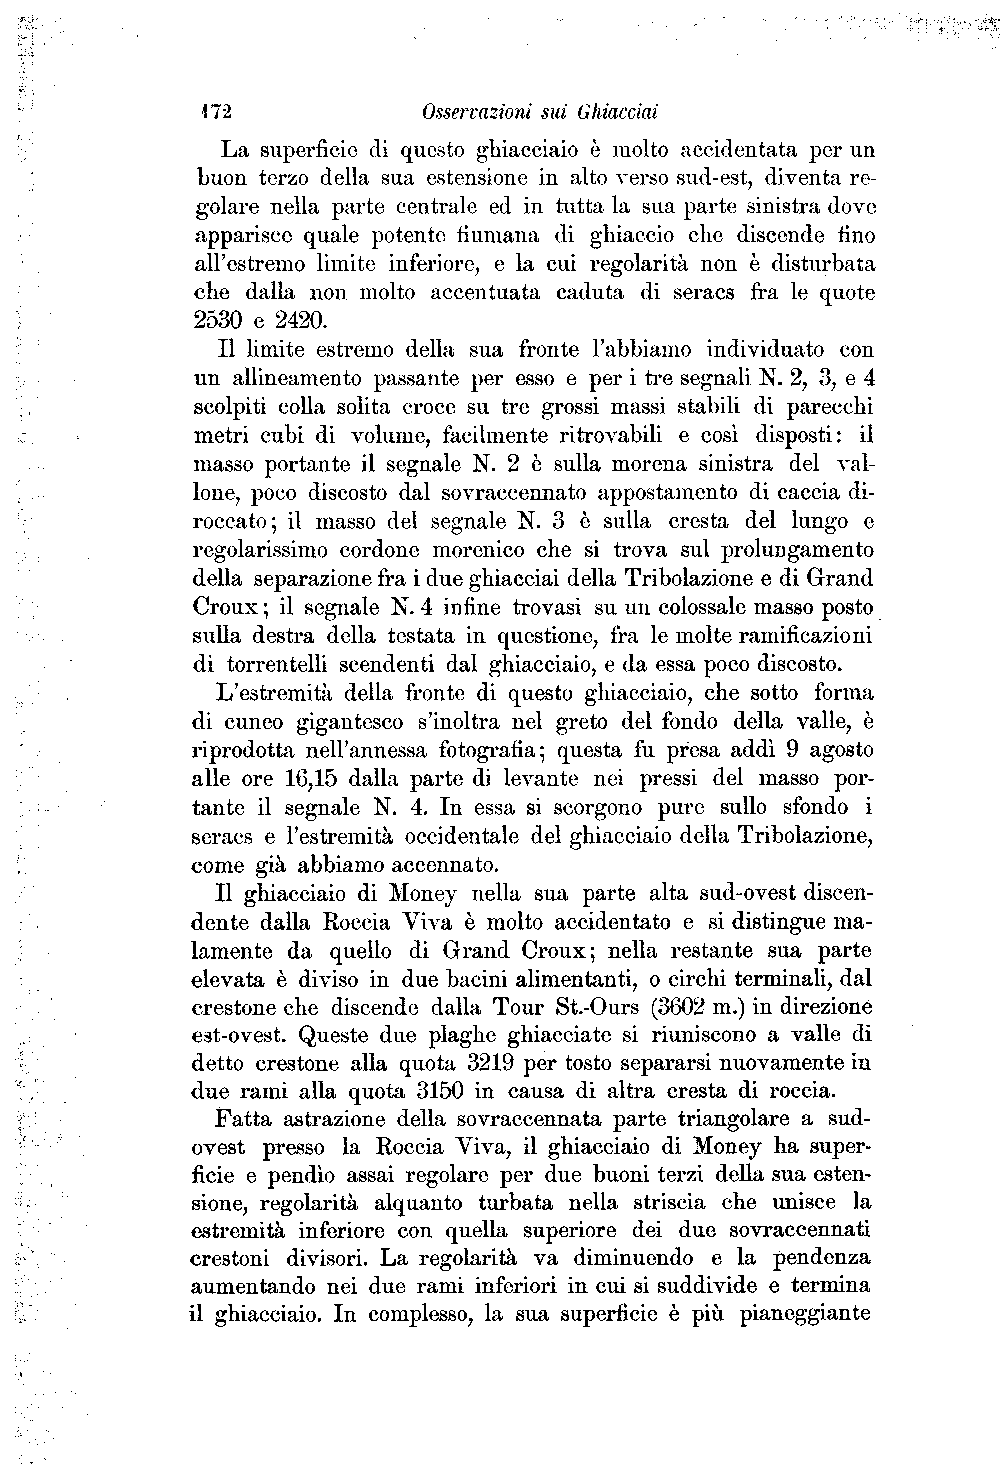 172 Osservazioni sui Ghiacciai
La superficie di questo ghiacciaio è molto accidentata per un
buon terzo della sua estensione in alto verso sud-est, diventa re-
golare nella parte centrale ed in tutta la sua parte sinistra dove
apparisce quale potente fiumana di ghiaccio che discende fino
all'estremo limite inferiore, e la cui regolarità non è disturbata
che dalla non molto accentuata caduta di seracs fra le quote
2530 e 2420.
Il limite estremo della sua fronte l'abbiamo individuato con
un allineamento passante per esso e per i tre segnali N. 2, 3, e 4
scolpiti colla solita croce su tre grossi massi stabili di parecchi
metri cubi di volume, facilmente ritrovabili e così disposti: il
masso portante il segnale N. 2 è sulla morena sinistra del val-
lone, poco discosto dal sovraccennato appostamento di caccia di-
roccato; il masso del segnale N. 3 è sulla cresta del lungo e
regolarissimo cordone morenico che si trova sul prolungamento
della separazione fra i due ghiacciai della Tribolazione e di Grand
Croux; il segnale N. 4 infine trovasi su un colossale masso posto
sulla destra della testata in questione, fra le molte ramificazioni
di torrentelli scendenti dal ghiacciaio, e da essa poco discosto.
L'estremità della fronte di questo ghiacciaio, che sotto forma
di cuneo gigantesco s'inoltra nel greto del fondo della valle, è
riprodotta nell'annessa fotografia; questa fu presa addì 9 agosto
alle ore 16,15 dalla parte di levante nei pressi del masso por-
tante il segnale N. 4. In essa si scorgono pure sullo sfondo i
seracs e l'estremità occidentale del ghiacciaio della Tribolazione,
come già abbiamo accennato.
Il ghiacciaio di Money nella sua parte alta sud-ovest discen-
dente dalla Roccia Viva è molto accidentato e si distingue ma-
lamente da quello di Grand Croux; nella restante sua parte
elevata è diviso in due bacini alimentanti, o circhi terminali, dal
crestone che discende dalla Tour St.-Ours (3602 m.) in direzione
est-ovest. Queste due plaghe ghiacciate si riuniscono a valle di
detto crestone alla quota 3219 per tosto separarsi nuovamente in
due rami alla quota 3150 in causa di altra cresta di roccia.
Fatta astrazione della sovraccennata parte triangolare a sud-
ovest presso la Roccia Viva, il ghiacciaio di Money ha super-
ficie e pendìo assai regolare per due buoni terzi della sua esten-
sione, regolarità alquanto turbata nella striscia che unisce la
estremità inferiore con quella superiore dei due sovraccennati
crestoni divisori. La regolarità va diminuendo e la pendenza
aumentando nei due rami inferiori in cui si suddivide e termina
il ghiacciaio. In complesso, la sua superficie è più pianeggiante